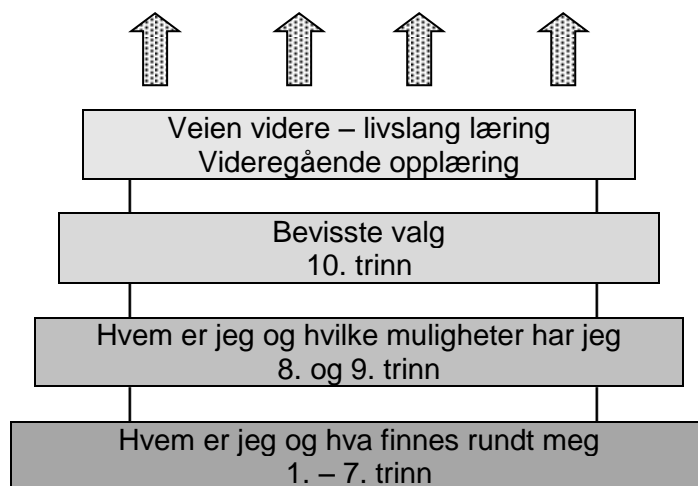 Veien videre – livslang læring
Videregående opplæring
Bevisste valg
10. trinn
Hvem er jeg og hvilke muligheter har jeg
8. og 9. trinn
Hvem er jeg og hva finnes rundt meg
1. – 7. trinn